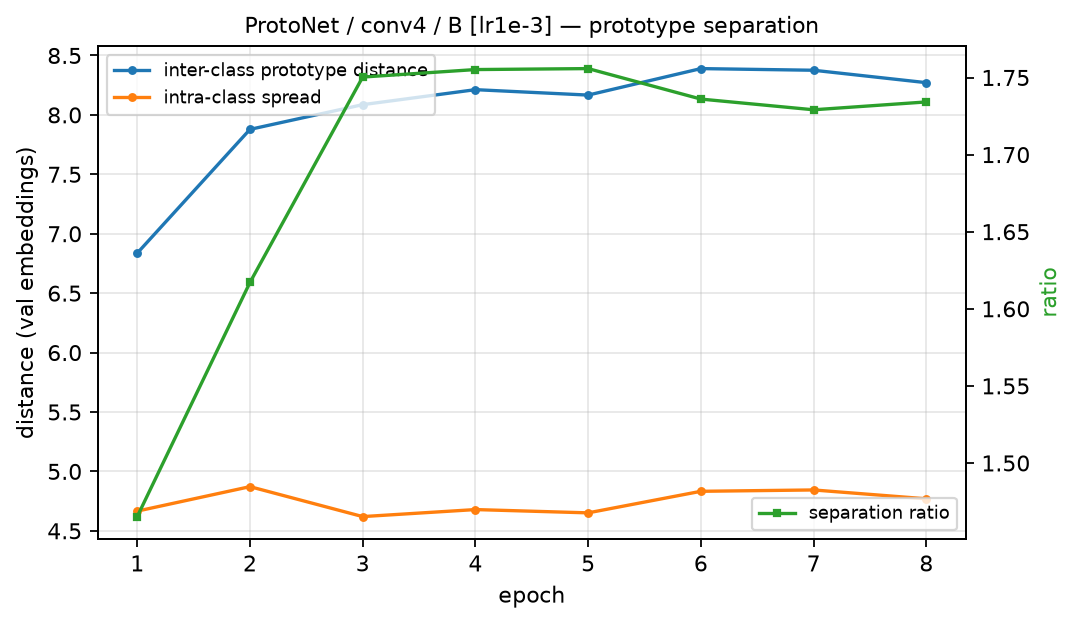 ProtoNet / conv4 / B [lr1e-3] — prototype separation
inter-class prototype distance
intra-class spread
separation ratio
distance (val embeddings)
8.5
8.0
7.5
7.0
6.5
6.0
5.5
5.0
4.5
1.75
1.70
1.65
1.60
1.55
1.50
ratio
1 2 3 4 5 6 7 8
epoch